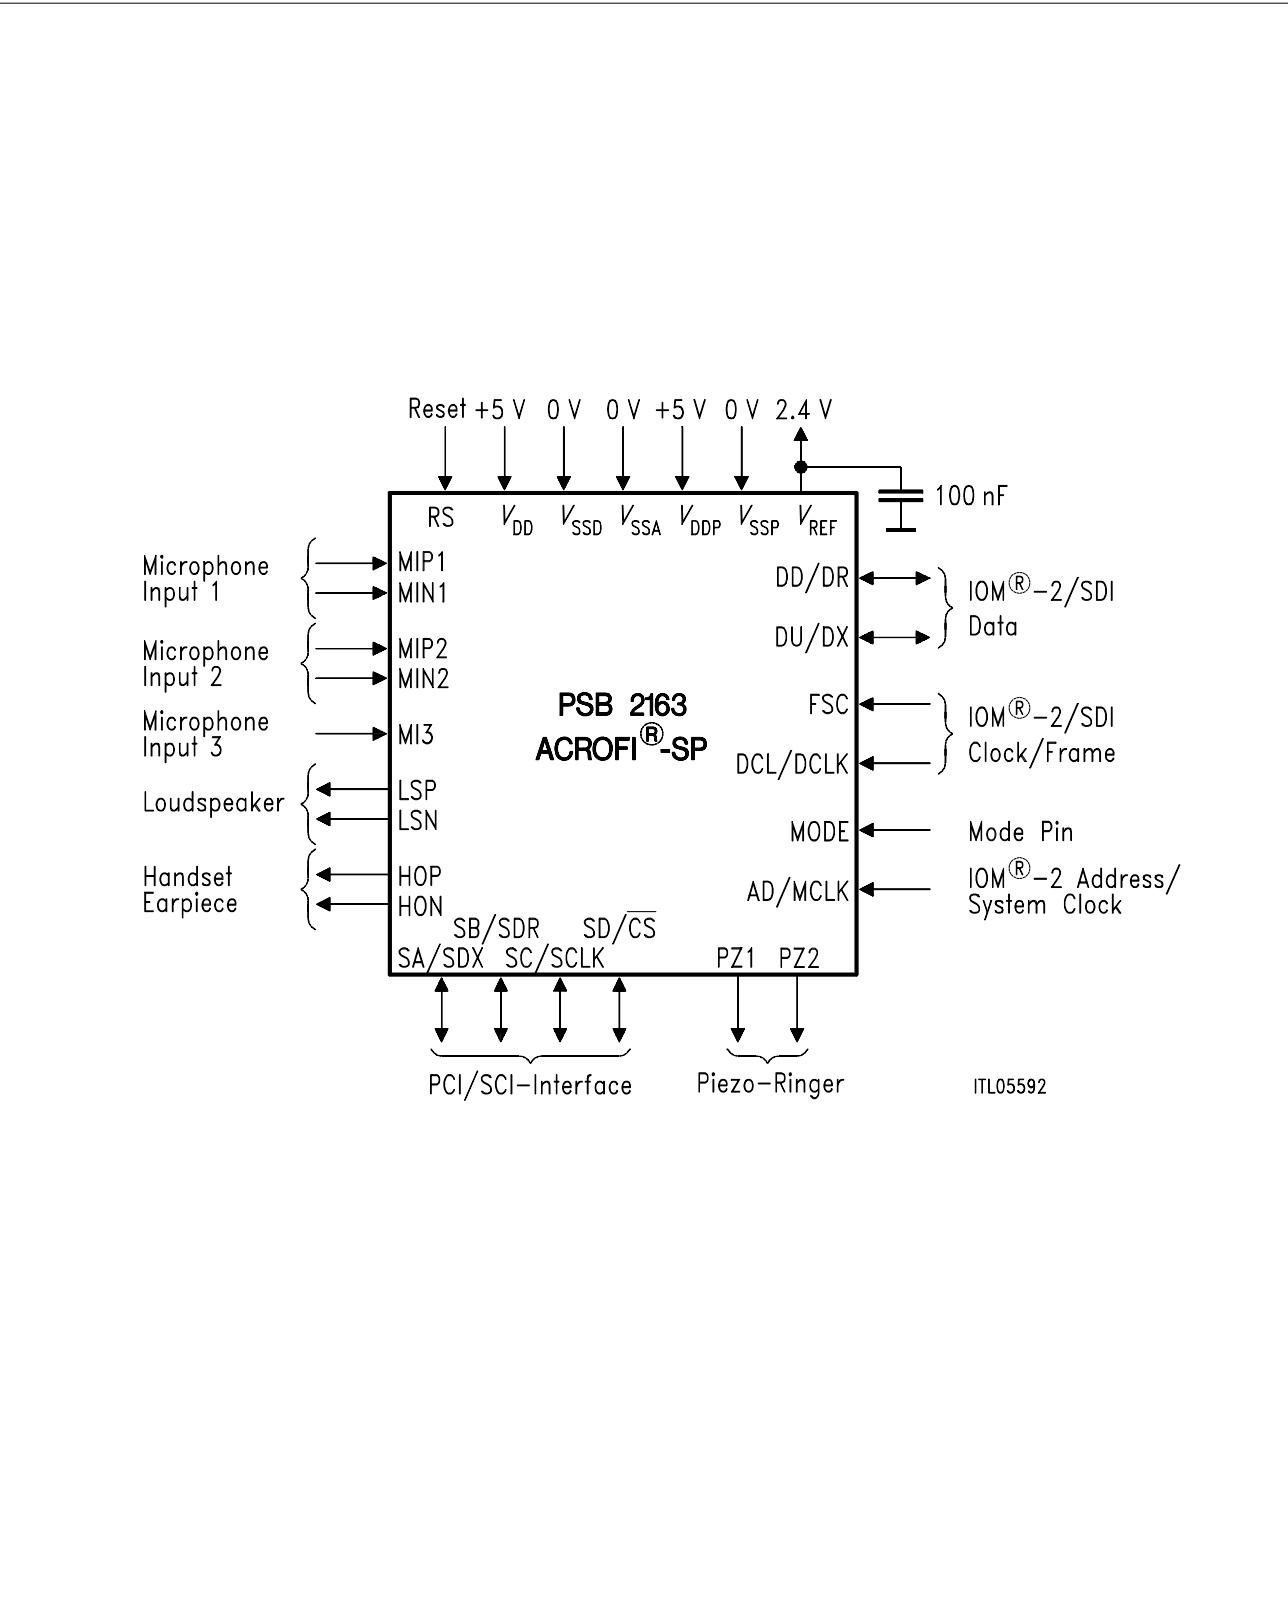 Reset +5 V 0 V 0 V +5 V 0 V 2.4 V
100 nF
RS VDD VSSD VSSA VDDP VSSP VREF
Microphone
Input 1
MIP1
MIN1
Microphone
Input 2
MIP2
MIN2
Microphone
Input 3
MI3
Loudspeaker
LSP
LSN
Handset
Earpiece
HOP
HON
PSB 2163
ACROFI®-SP
DD/DR
DU/DX
IOM®-2/SDI
Data
FSC
DCL/DCLK
IOM®-2/SDI
Clock/Frame
MODE
Mode Pin
AD/MCLK
IOM®-2 Address/
System Clock
SB/SDR SD/C̅S̅
SA/SDX SC/SCLK PZ1 PZ2
PCI/SCI-Interface
Piezo-Ringer
ITL05592